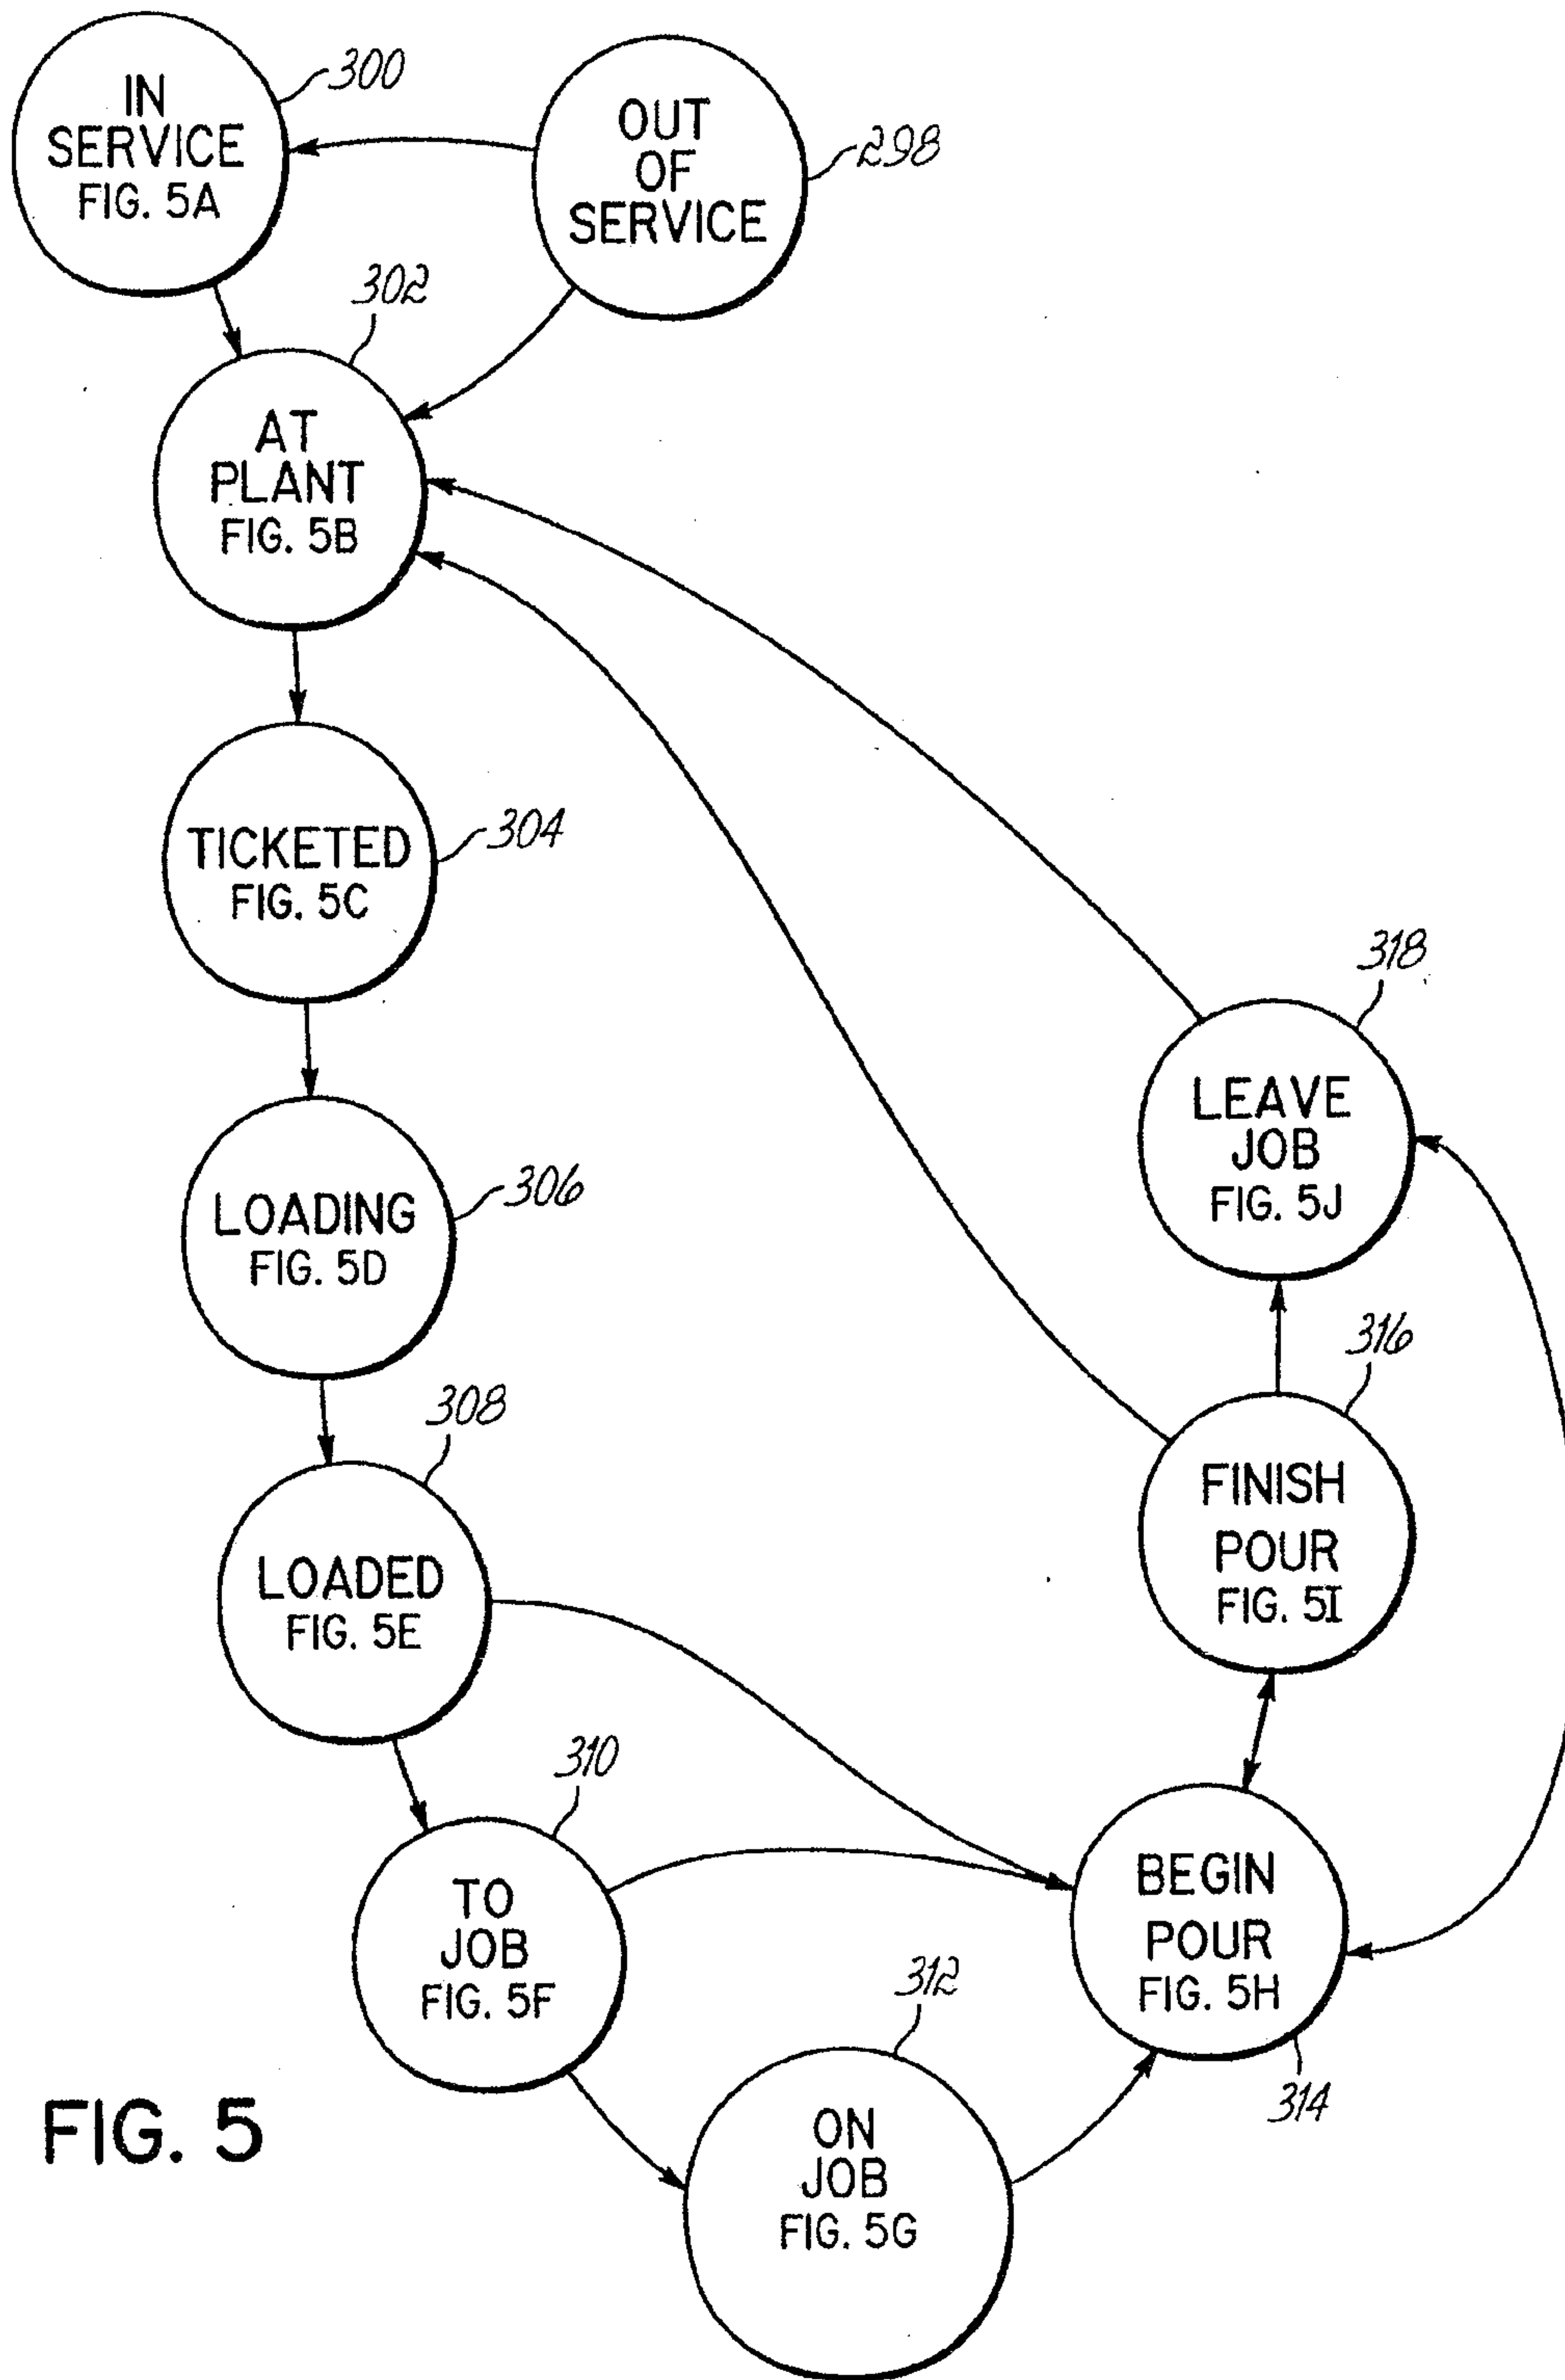 IN
SERVICE
FIG. 5A
300
OUT
OF
SERVICE
298
302
AT
PLANT
FIG. 5B
TICKETED
FIG. 5C
304
318
LEAVE
JOB
FIG. 5J
LOADING
FIG. 5D
306
316
FINISH
POUR
FIG. 5I
308
LOADED
FIG. 5E
310
TO
JOB
FIG. 5F
BEGIN
POUR
FIG. 5H
314
312
ON
JOB
FIG. 5G
FIG. 5